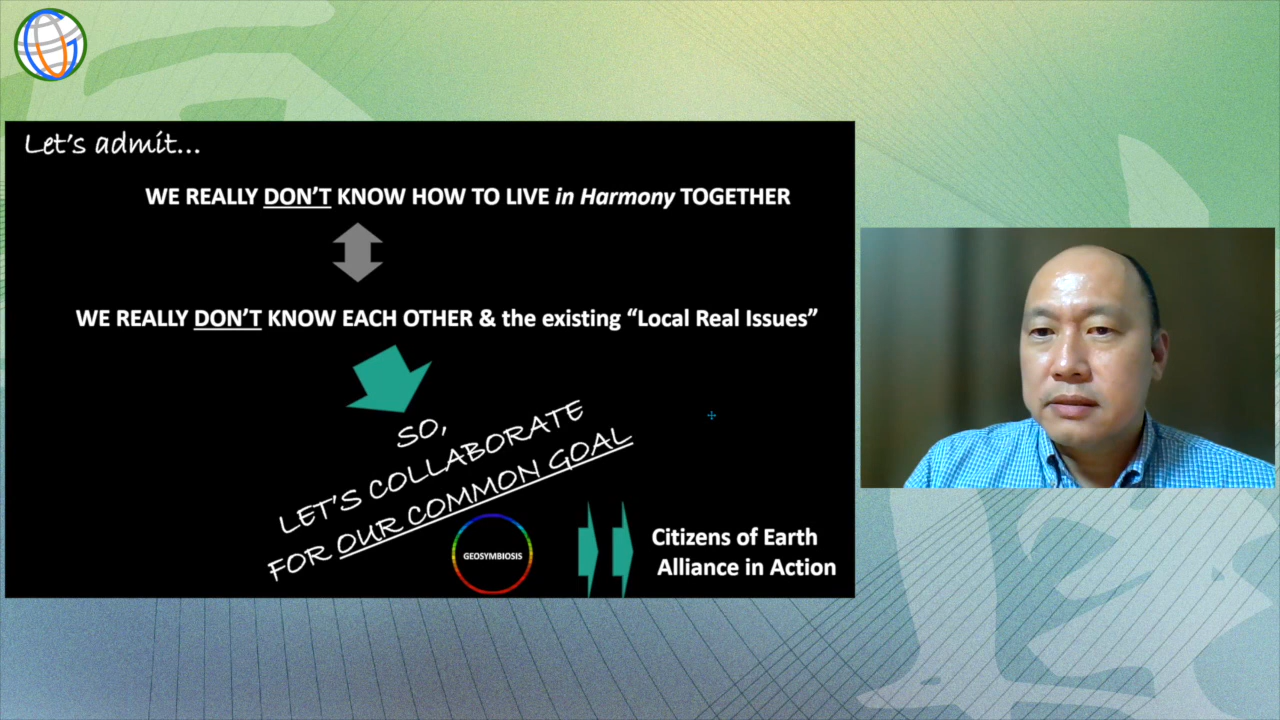 Let's admit...
WE REALLY DON'T KNOW HOW TO LIVE in Harmony TOGETHER
WE REALLY DON'T KNOW EACH OTHER & the existing “Local Real Issues”
SO,
LET'S COLLABORATE
FOR OUR COMMON GOAL
GEOSYMBIOSIS
Citizens of Earth
Alliance in Action